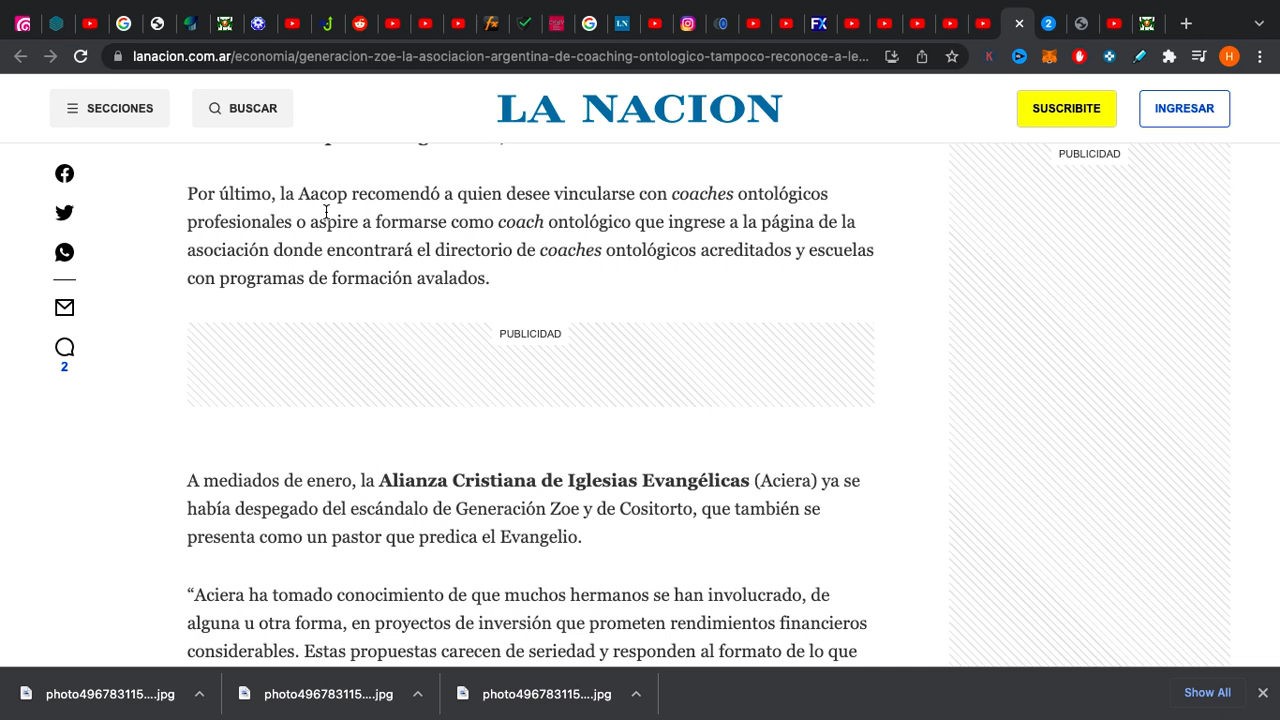 lanacion.com.ar/economia/generacion-zoe-la-asociacion-argentina-de-coaching-ontologico-tampoco-reconoce-a-le...
SECCIONES
BUSCAR
LA NACION
SUSCRIBITE
INGRESAR
PUBLICIDAD
Por último, la Aacop recomendó a quien desee vincularse con coaches ontológicos
profesionales o aspire a formarse como coach ontológico que ingrese a la página de la
asociación donde encontrará el directorio de coaches ontológicos acreditados y escuelas
con programas de formación avalados.
2
PUBLICIDAD
A mediados de enero, la Alianza Cristiana de Iglesias Evangélicas (Aciera) ya se
había despegado del escándalo de Generación Zoe y de Cositorto, que también se
presenta como un pastor que predica el Evangelio.
“Aciera ha tomado conocimiento de que muchos hermanos se han involucrado, de
alguna u otra forma, en proyectos de inversión que prometen rendimientos financieros
considerables. Estas propuestas carecen de seriedad y responden al formato de lo que
photo496783115....jpg
photo496783115....jpg
photo496783115....jpg
Show All